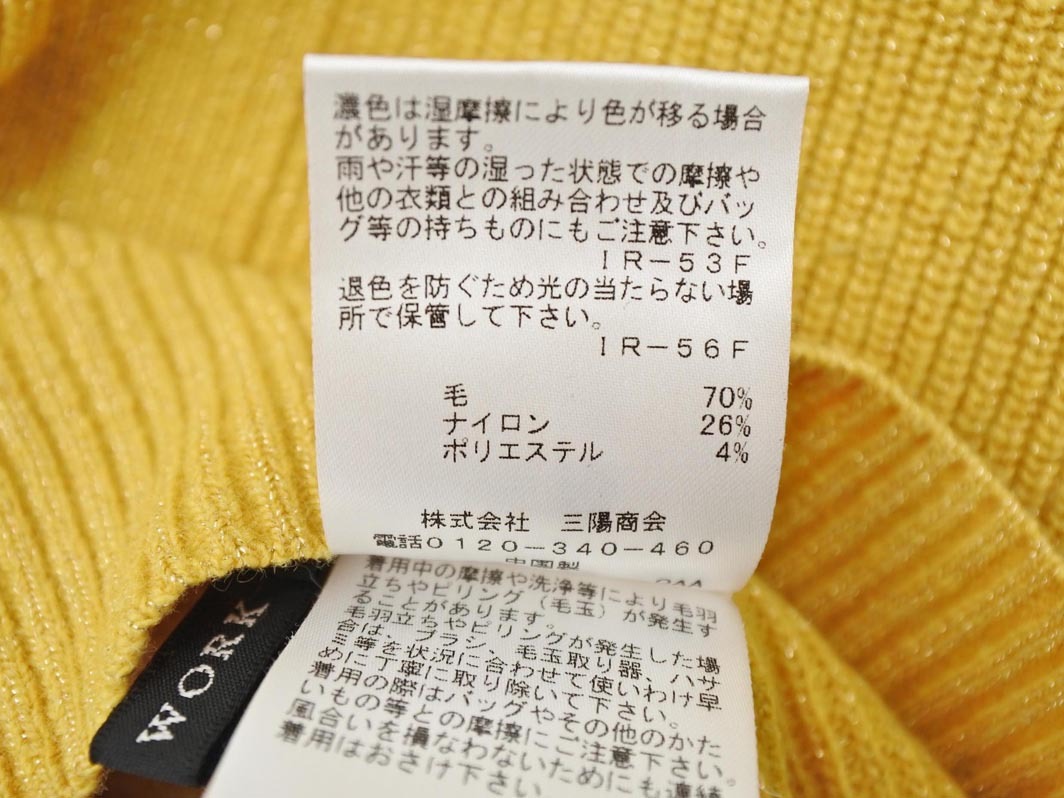 濃色は湿摩擦により色が移る場合
があります。
雨や汗等の湿った状態での摩擦や
他の衣類との組み合わせ及びバッ
グ等の持ちものにもご注意下さい。
IR-53F
退色を防ぐため光の当たらない場
所で保管して下さい。
IR-56F
毛 70%
ナイロン 26%
ポリエステル 4%
株式会社 三陽商会
電話0120-340-460
中国製
着用中の摩擦や洗浄等により毛羽
立ちやピリング(毛玉)が発生す
ることがあります。
毛羽立ちやピリングが発生した場
合は、ブラシ、毛玉取り器、ハサ
ミ等を状況に合わせて使いわけ早
めに丁寧に取り除いて下さい。
着用の際はバッグやその他のかた
いもの等との摩擦にご注意下さい
風合いを損なわないためにも連続
着用はおさけ下さい
WORK